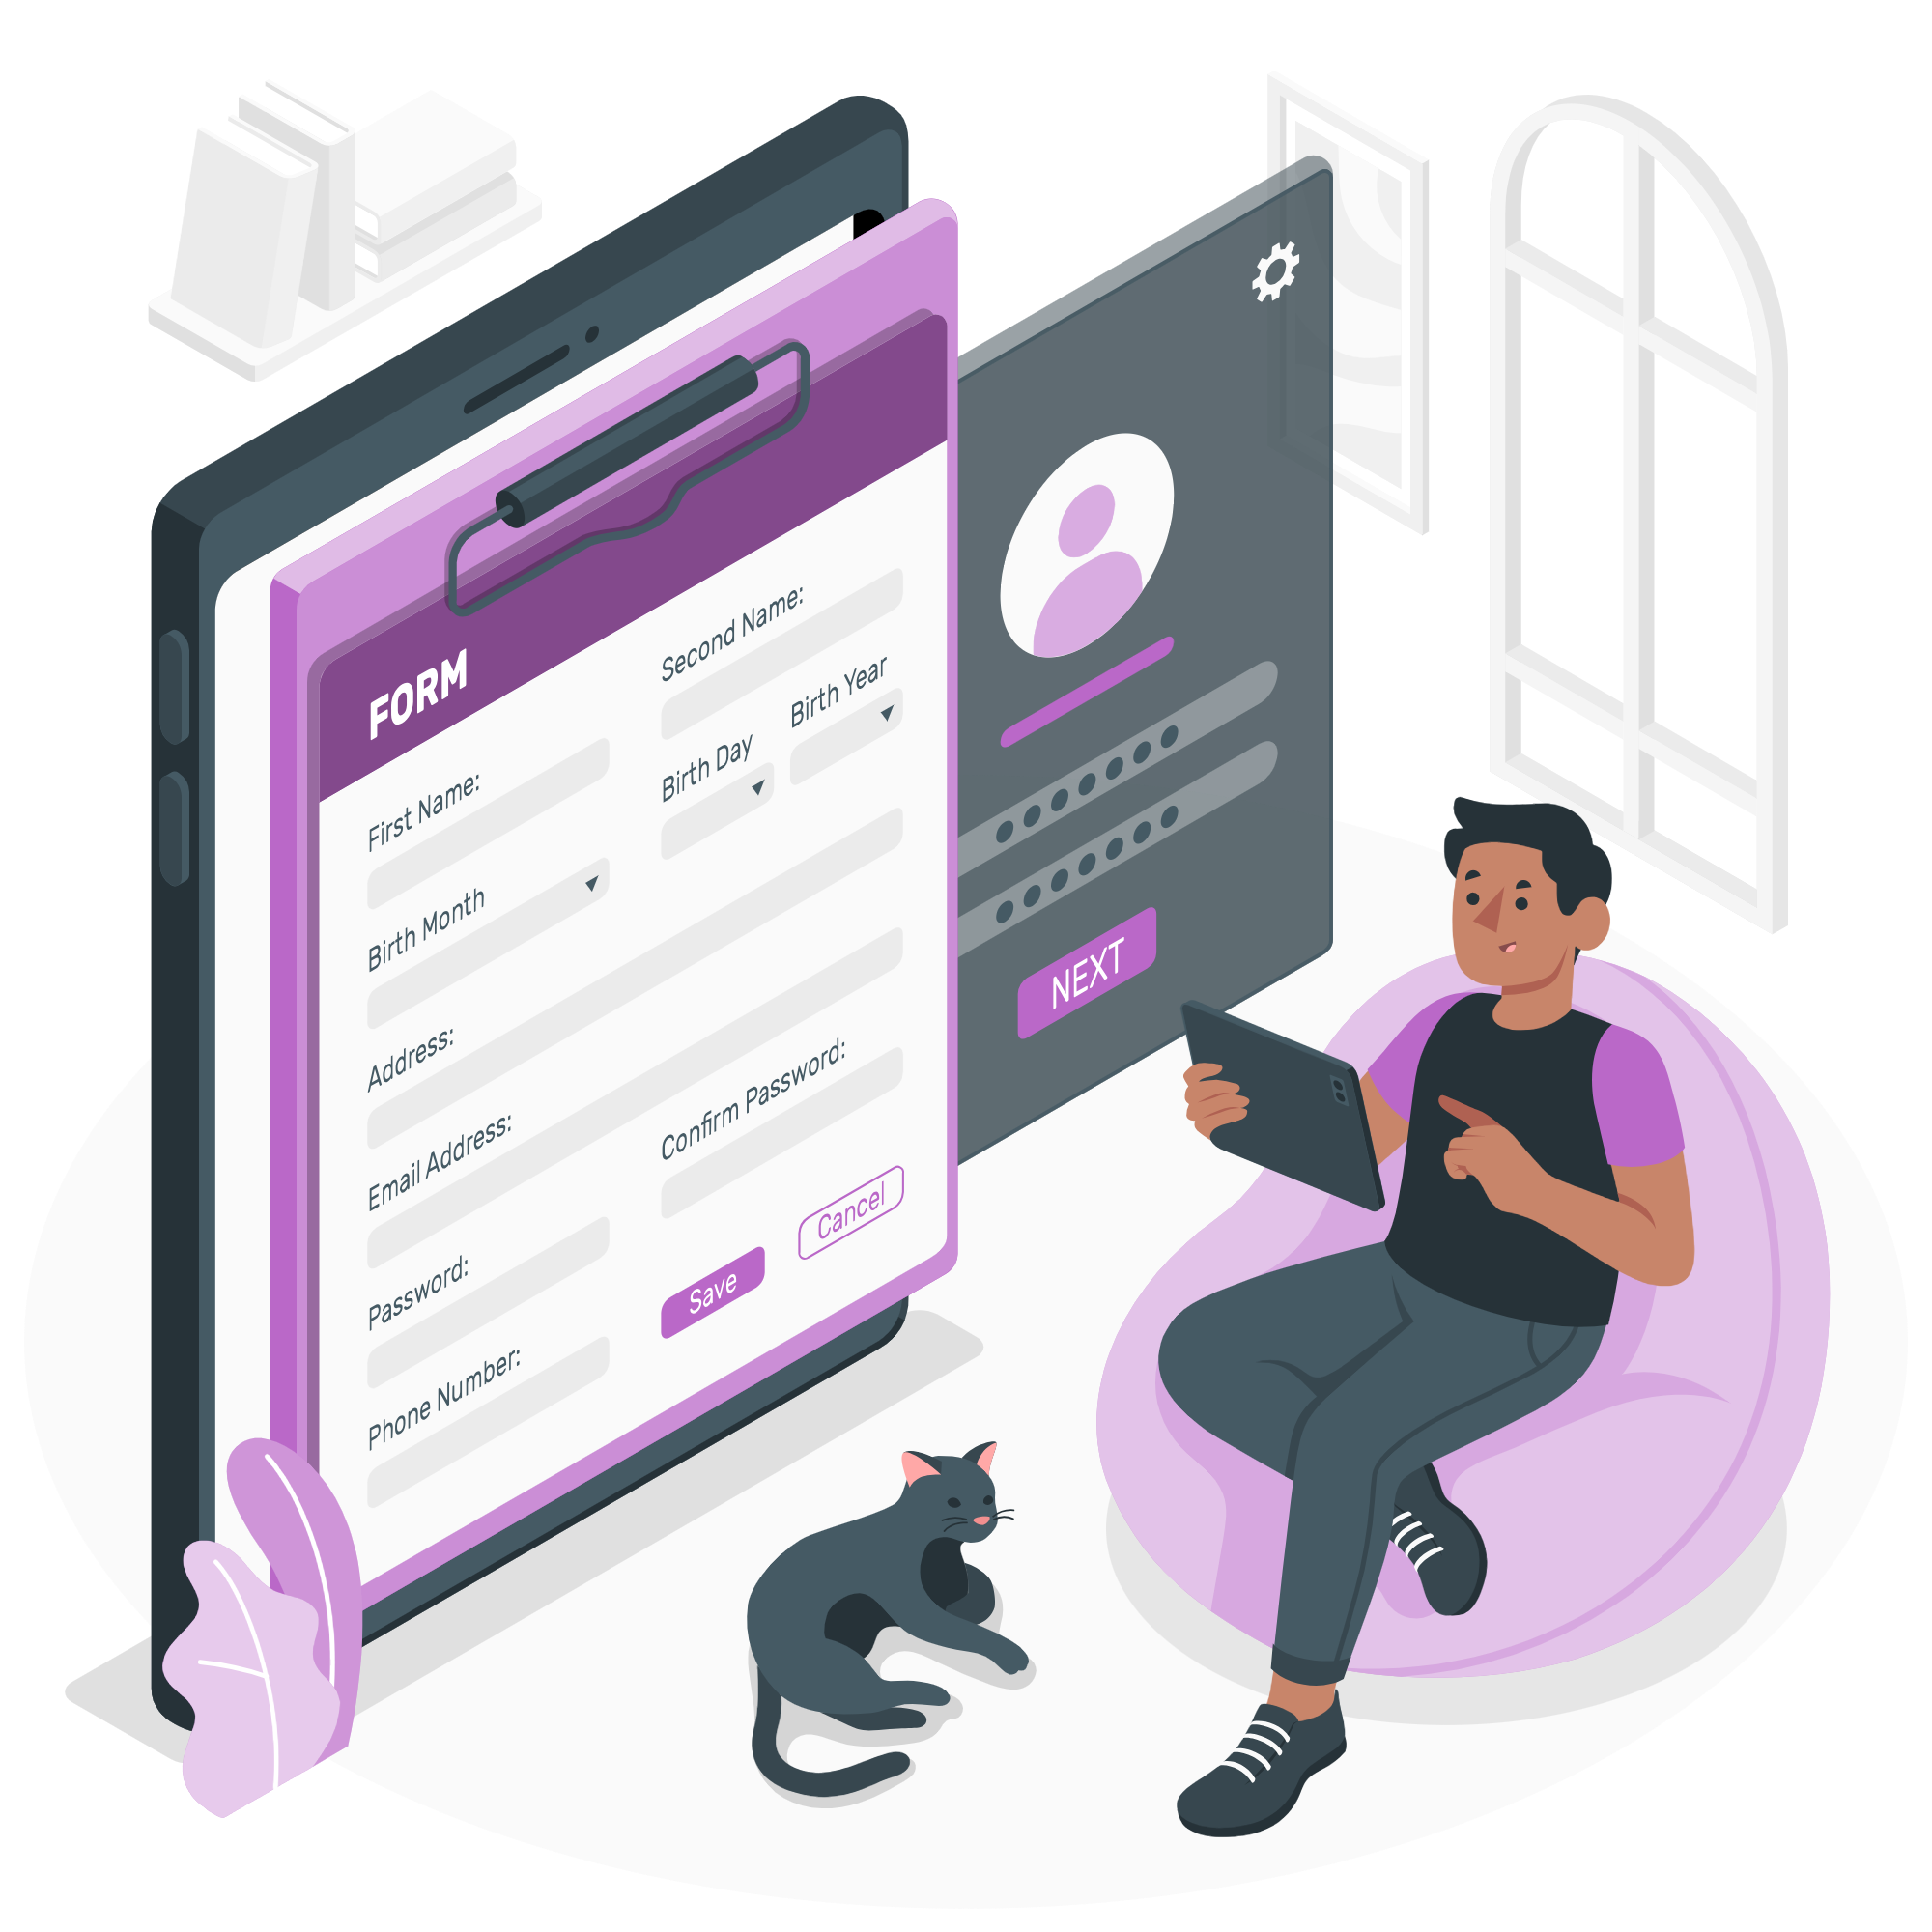 FORM
First Name:
Second Name:
Birth Month
Birth Day
Birth Year
Address:
Email Address:
Password:
Confirm Password:
Phone Number:
Save
Cancel
NEXT